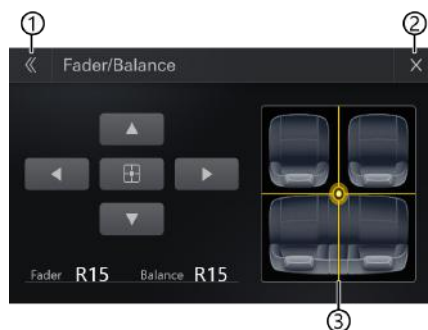 ① ②
« Fader/Balance X
Fader R15 Balance R15
③